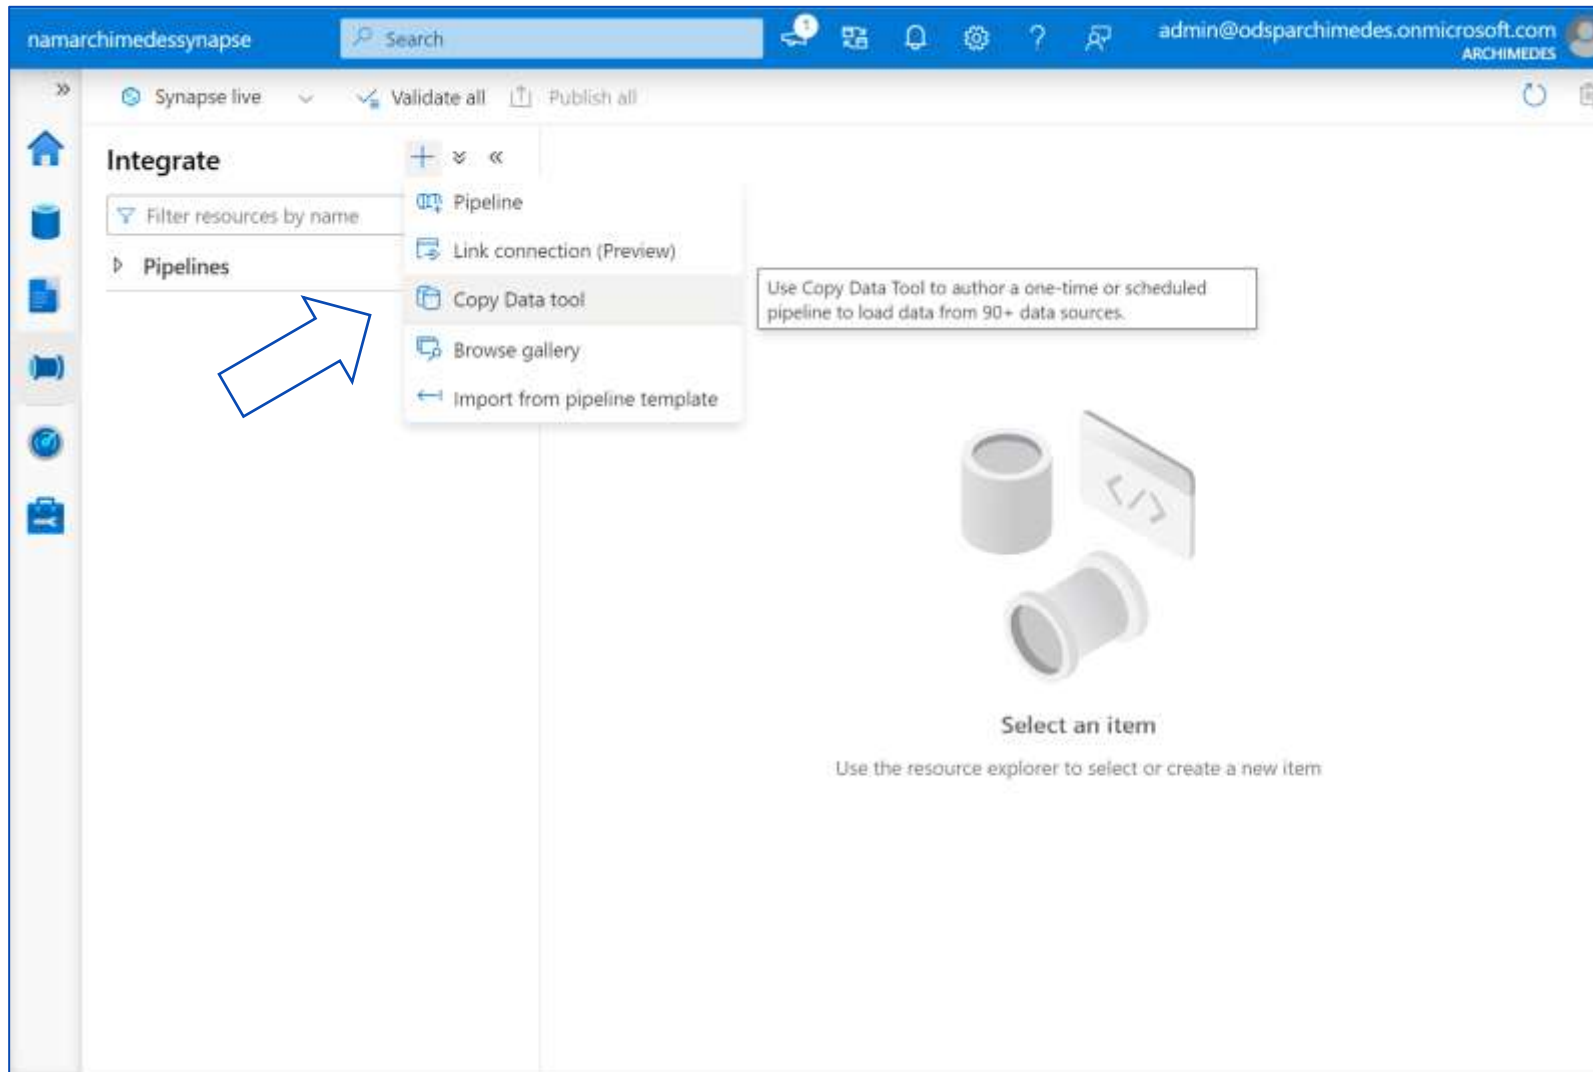 namarchimedessynapse
Search
1
admin@odsparchimedes.onmicrosoft.com
ARCHIMEDES
Synapse live
Validate all
Publish all
Integrate
Filter resources by name
Pipelines
Pipeline
Link connection (Preview)
Copy Data tool
Browse gallery
Import from pipeline template
Use Copy Data Tool to author a one-time or scheduled
pipeline to load data from 90+ data sources.
Select an item
Use the resource explorer to select or create a new item